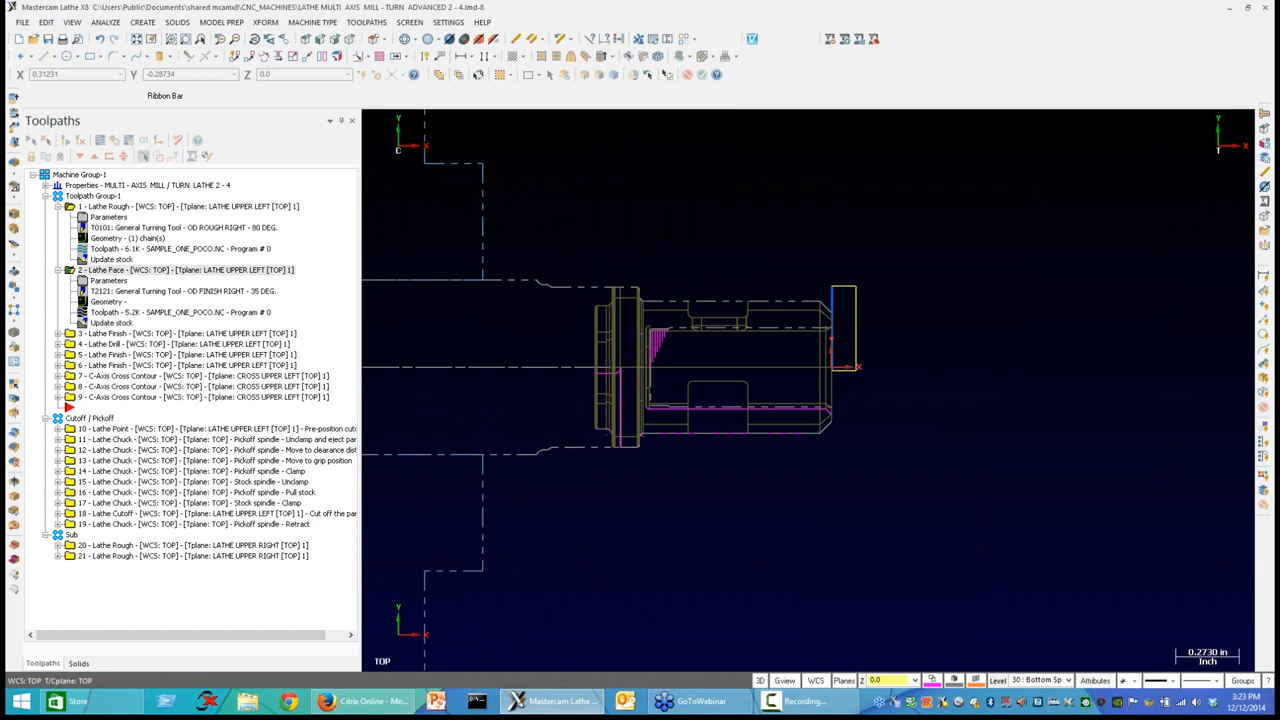 Mastercam Lathe X8 C:\Users\Public\Documents\shared mcamx8\CNC_MACHINES\LATHE MULTI AXIS MILL - TURN ADVANCED 2 - 4.lmd-8
FILE EDIT VIEW ANALYZE CREATE SOLIDS MODEL PREP XFORM MACHINE TYPE TOOLPATHS SCREEN SETTINGS HELP
X 0.31231 Y -0.28734 Z 0.0
Ribbon Bar
Toolpaths
Machine Group-1
Properties - MULTI - AXIS MILL / TURN LATHE 2 - 4
Toolpath Group-1
1 - Lathe Rough - [WCS: TOP] - [Tplane: LATHE UPPER LEFT [TOP] 1]
Parameters
T0101: General Turning Tool - OD ROUGH RIGHT - 80 DEG.
Geometry - (1) chain(s)
Toolpath - 6.1K - SAMPLE_ONE_POCO.NC - Program # 0
Update stock
2 - Lathe Face - [WCS: TOP] - [Tplane: LATHE UPPER LEFT [TOP] 1]
Parameters
T2121: General Turning Tool - OD FINISH RIGHT - 35 DEG.
Geometry -
Toolpath - 5.2K - SAMPLE_ONE_POCO.NC - Program # 0
Update stock
3 - Lathe Finish - [WCS: TOP] - [Tplane: LATHE UPPER LEFT [TOP] 1]
4 - Lathe Drill - [WCS: TOP] - [Tplane: LATHE UPPER LEFT [TOP] 1]
5 - Lathe Finish - [WCS: TOP] - [Tplane: LATHE UPPER LEFT [TOP] 1]
6 - Lathe Finish - [WCS: TOP] - [Tplane: LATHE UPPER LEFT [TOP] 1]
7 - C-Axis Cross Contour - [WCS: TOP] - [Tplane: CROSS UPPER LEFT [TOP] 1]
8 - C-Axis Cross Contour - [WCS: TOP] - [Tplane: CROSS UPPER LEFT [TOP] 1]
9 - C-Axis Cross Contour - [WCS: TOP] - [Tplane: CROSS UPPER LEFT [TOP] 1]
Cutoff / Pickoff
10 - Lathe Point - [WCS: TOP] - [Tplane: LATHE UPPER LEFT [TOP] 1] - Pre-position cuto
11 - Lathe Chuck - [WCS: TOP] - [Tplane: TOP] - Pickoff spindle - Unclamp and eject par
12 - Lathe Chuck - [WCS: TOP] - [Tplane: TOP] - Pickoff spindle - Move to clearance dist
13 - Lathe Chuck - [WCS: TOP] - [Tplane: TOP] - Pickoff spindle - Move to grip position
14 - Lathe Chuck - [WCS: TOP] - [Tplane: TOP] - Pickoff spindle - Clamp
15 - Lathe Chuck - [WCS: TOP] - [Tplane: TOP] - Stock spindle - Unclamp
16 - Lathe Chuck - [WCS: TOP] - [Tplane: TOP] - Pickoff spindle - Pull stock
17 - Lathe Chuck - [WCS: TOP] - [Tplane: TOP] - Stock spindle - Clamp
18 - Lathe Cutoff - [WCS: TOP] - [Tplane: LATHE UPPER LEFT [TOP] 1] - Cut off the par
19 - Lathe Chuck - [WCS: TOP] - [Tplane: TOP] - Pickoff spindle - Retract
Sub
20 - Lathe Rough - [WCS: TOP] - [Tplane: LATHE UPPER RIGHT [TOP] 1]
21 - Lathe Rough - [WCS: TOP] - [Tplane: LATHE UPPER RIGHT [TOP] 1]
Toolpaths Solids
Y X C
Y X T
X
Y X
TOP
0.2730 in
Inch
WCS: TOP T/Cplane: TOP 3D Gview WCS Planes Z 0.0 Level 30 : Bottom Sp Attributes Groups ?
Store Citrix Online - Mo... Mastercam Lathe ... GoToWebinar Recording... 3:23 PM
12/12/2014